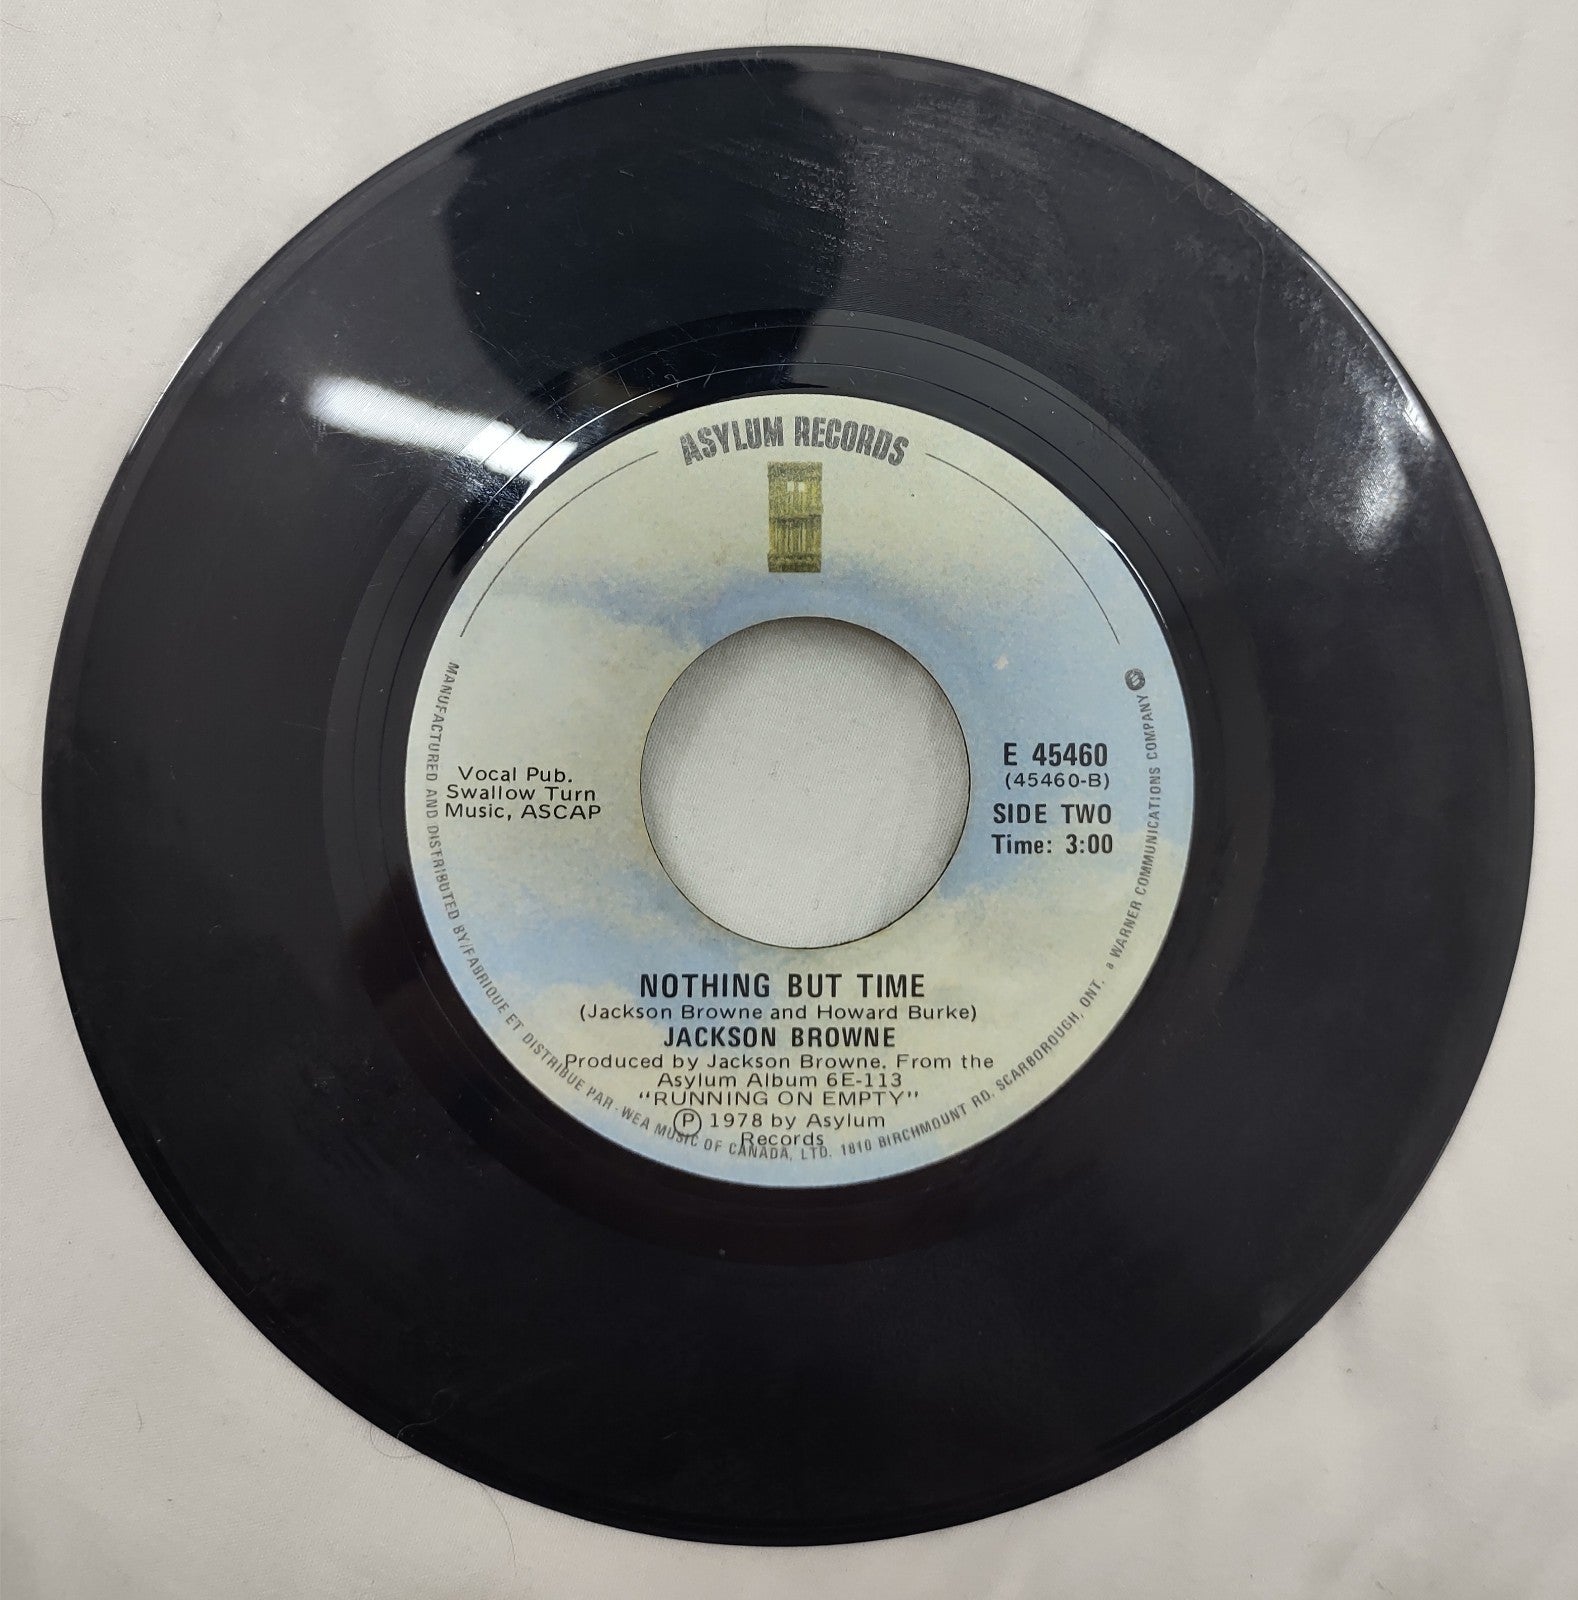 ASYLUM RECORDS
Vocal Pub.
Swallow Turn
Music, ASCAP
E 45460
(45460-B)
SIDE TWO
Time: 3:00
NOTHING BUT TIME
(Jackson Browne and Howard Burke)
JACKSON BROWNE
Produced by Jackson Browne. From the
Asylum Album 6E-113
"RUNNING ON EMPTY"
Ⓟ 1978 by Asylum
Records
MANUFACTURED AND DISTRIBUTED BY/FABRIQUE ET DISTRIBUE PAR - WEA MUSIC OF CANADA, LTD. 1810 BIRCHMOUNT RD. SCARBOROUGH, ONT. a WARNER COMMUNICATIONS COMPANY